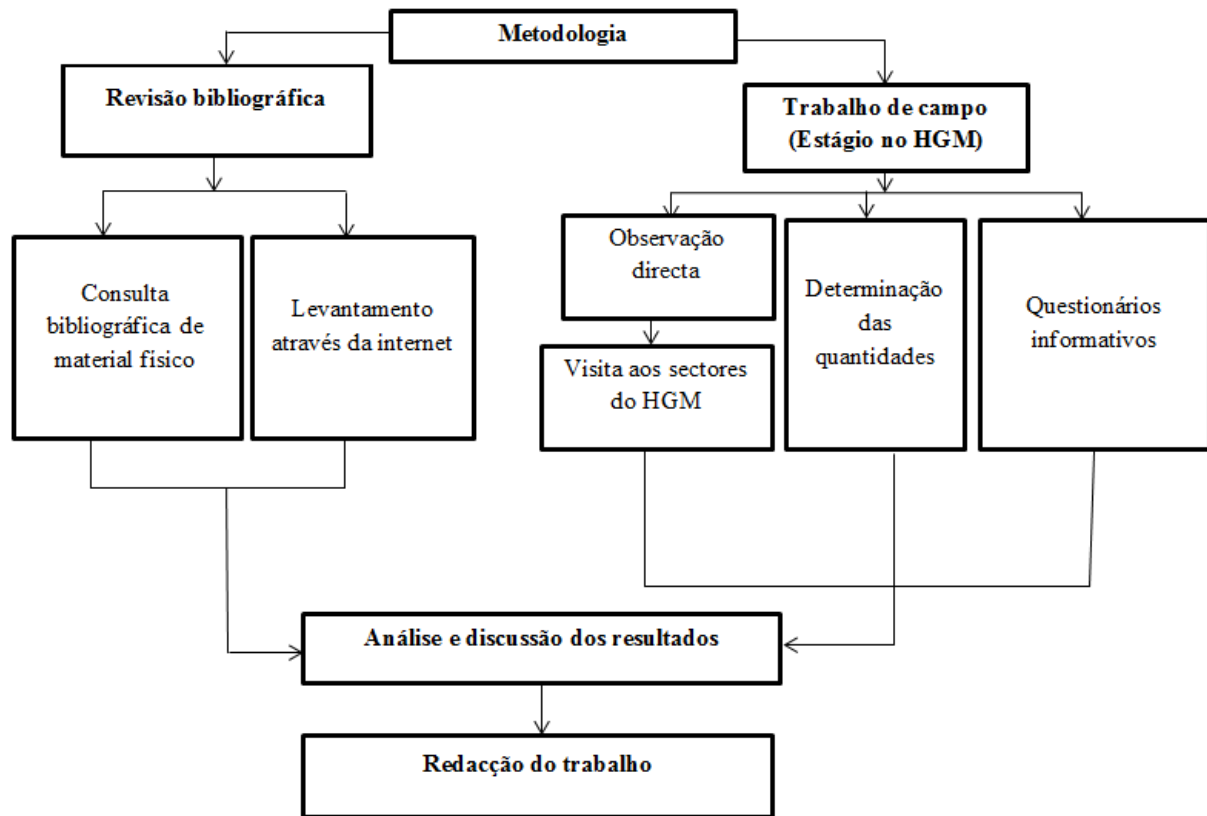 Metodologia
Revisão bibliográfica
Trabalho de campo
(Estágio no HGM)
Consulta
bibliográfica de
material físico
Levantamento
através da internet
Observação
directa
Visita aos sectores
do HGM
Determinação
das
quantidades
Questionários
informativos
Análise e discussão dos resultados
Redacção do trabalho